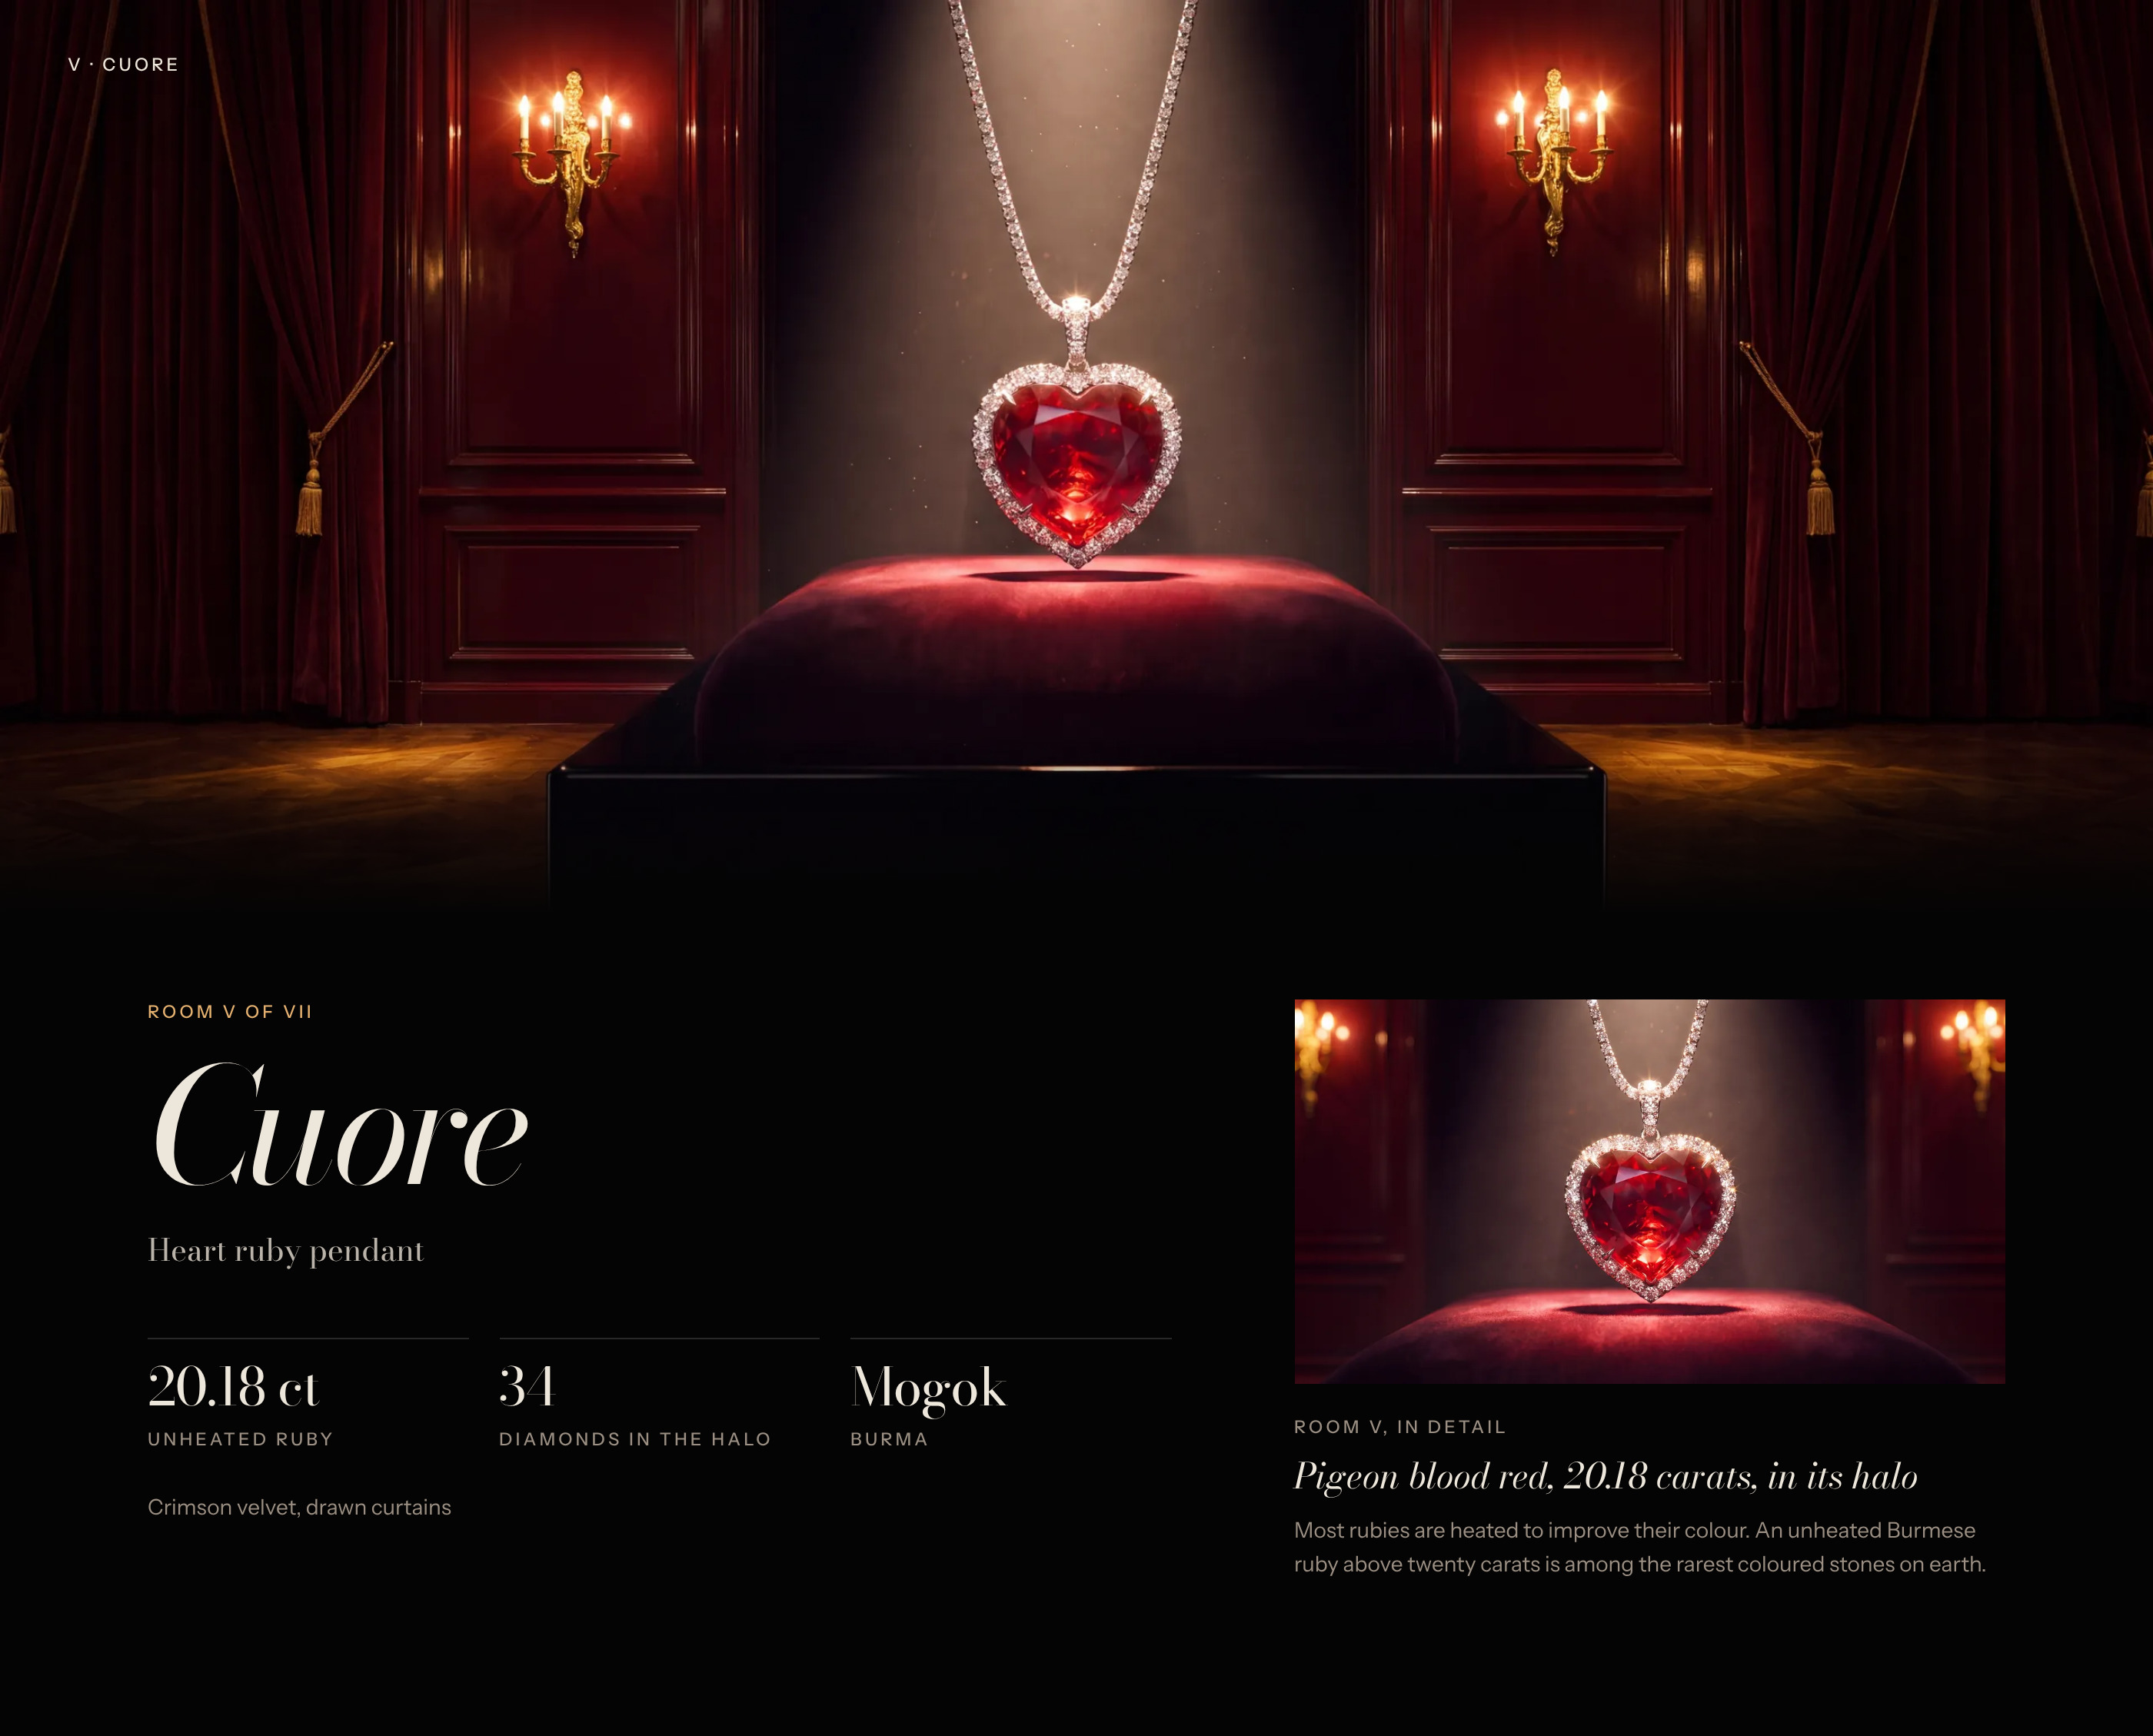 V · CUORE
ROOM V OF VII
Cuore
Heart ruby pendant
20.18 ct
UNHEATED RUBY
34
DIAMONDS IN THE HALO
Mogok
BURMA
Crimson velvet, drawn curtains
ROOM V, IN DETAIL
Pigeon blood red, 20.18 carats, in its halo
Most rubies are heated to improve their colour. An unheated Burmese
ruby above twenty carats is among the rarest coloured stones on earth.